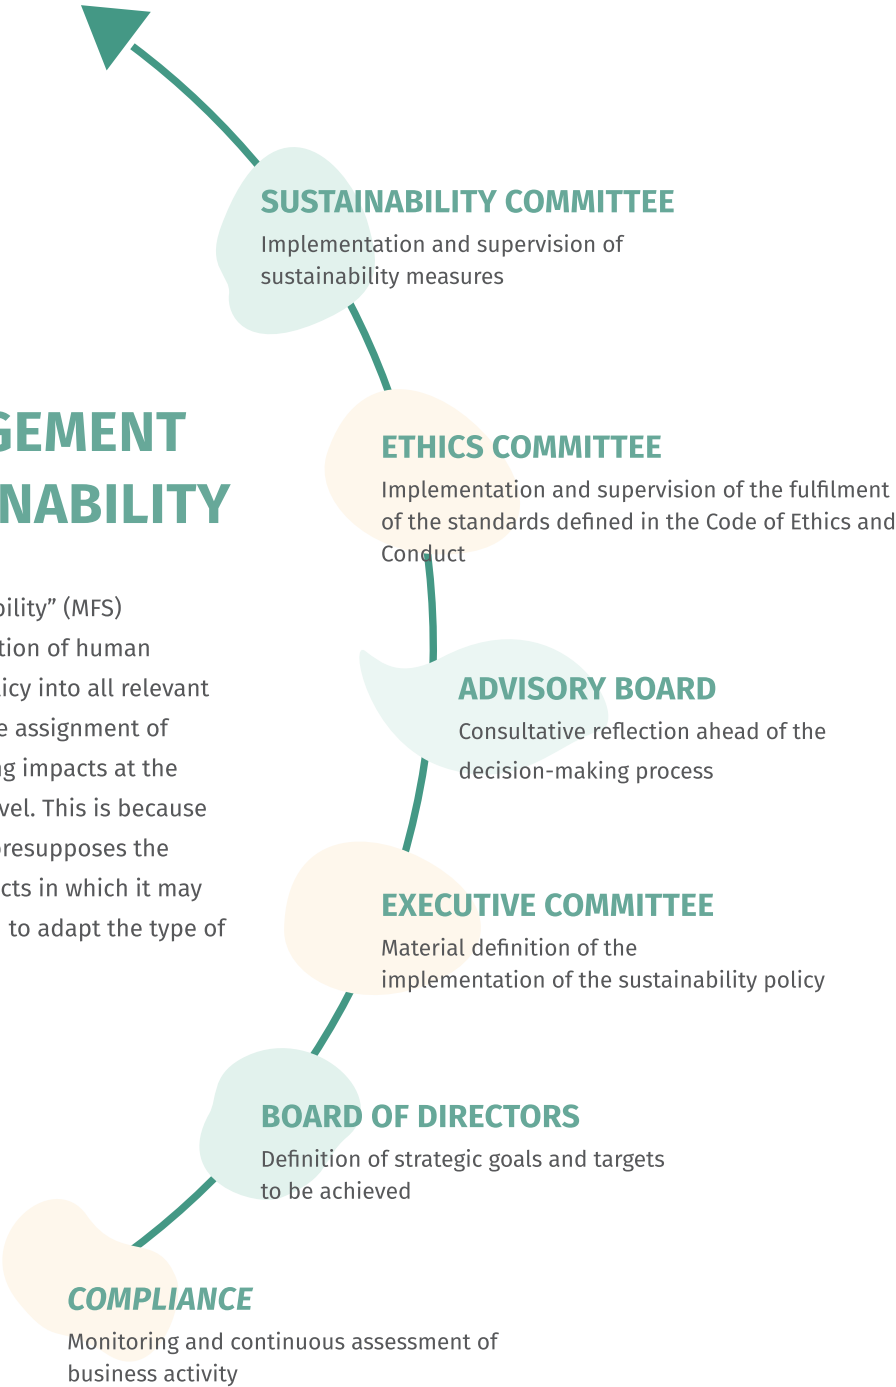 SUSTAINABILITY COMMITTEE
Implementation and supervision of
sustainability measures
GEMENT
NABILITY
ETHICS COMMITTEE
Implementation and supervision of the fulfilment
of the standards defined in the Code of Ethics and
Conduct
bility” (MFS)
tion of human
licy into all relevant
e assignment of
ng impacts at the
vel. This is because
presupposes the
cts in which it may
to adapt the type of
ADVISORY BOARD
Consultative reflection ahead of the
decision-making process
EXECUTIVE COMMITTEE
Material definition of the
implementation of the sustainability policy
BOARD OF DIRECTORS
Definition of strategic goals and targets
to be achieved
COMPLIANCE
Monitoring and continuous assessment of
business activity